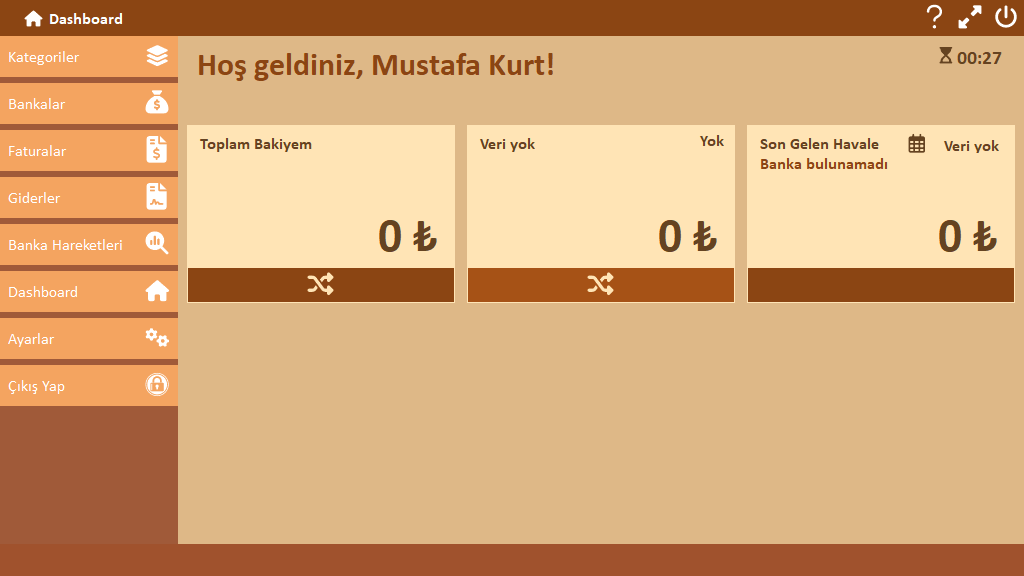 Dashboard
00:27
Kategoriler
Bankalar
Faturalar
Giderler
Banka Hareketleri
Dashboard
Ayarlar
Çıkış Yap
Hoş geldiniz, Mustafa Kurt!
Toplam Bakiyem
0 ₺
Veri yok
Yok
0 ₺
Son Gelen Havale
Veri yok
Banka bulunamadı
0 ₺